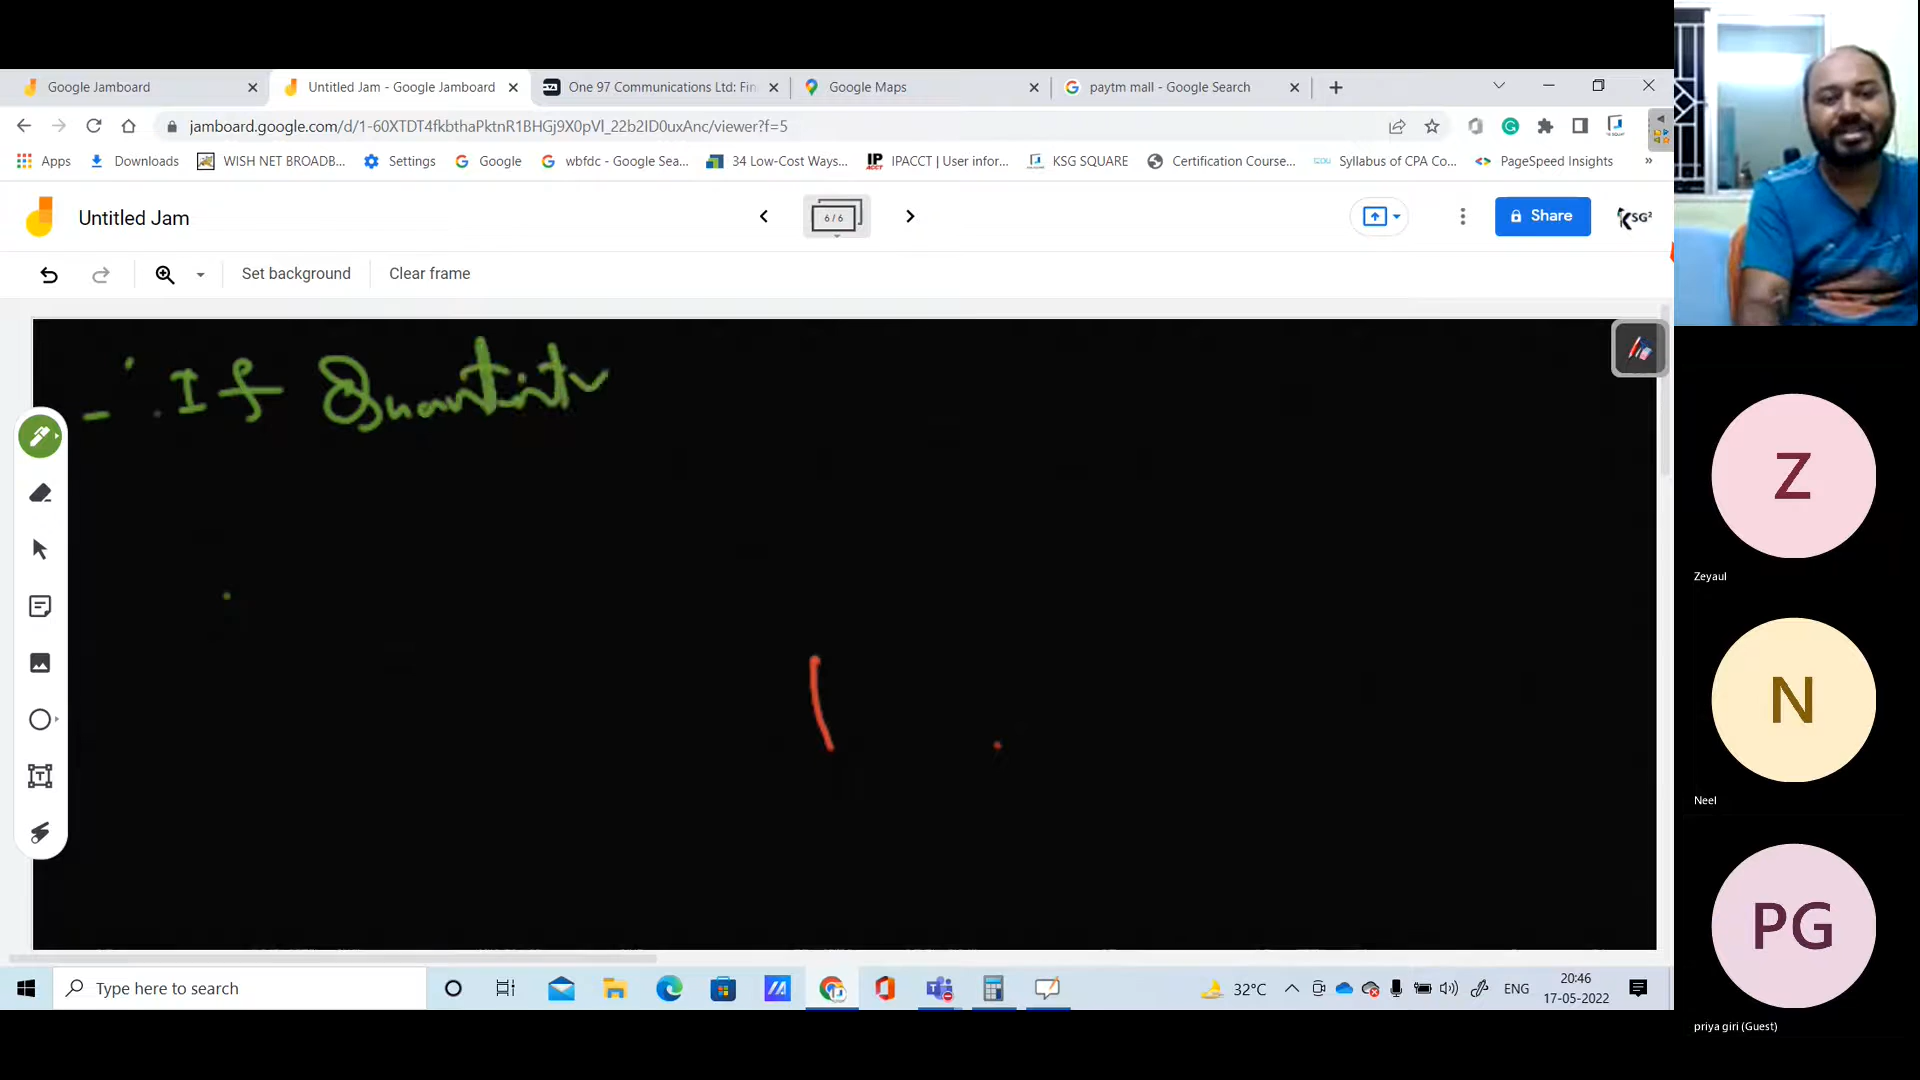 Google Jamboard
Untitled Jam - Google Jamboard
One 97 Communications Ltd: Fin
Google Maps
paytm mall - Google Search
jamboard.google.com/d/1-60XTDT4fkbthaPktnR1BHGj9X0pVl_22b2ID0uxAnc/viewer?f=5
Apps
Downloads
WISH NET BROADB...
Settings
Google
wbfdc - Google Sea...
34 Low-Cost Ways...
IP
IPACCT | User infor...
KSG SQUARE
Certification Course...
Syllabus of CPA Co...
PageSpeed Insights
»
Untitled Jam
6 / 6
Share
KSG²
Set background
Clear frame
- If Quantity
Z
Zeyaul
N
Neel
PG
priya giri (Guest)
Type here to search
32°C
ENG
20:46
17-05-2022